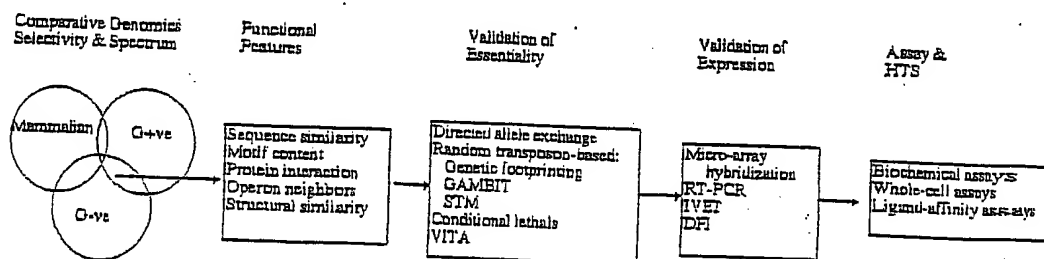 Comparative Genomics
Selectivity & Spectrum
Functional
Features
Validation of
Essentiality
Validation of
Expression
Assay &
HTS
Mammalian
G+ve
G-ve
Sequence similarity
Motif content
Protein interaction
Operon neighbors
Structural similarity
Directed allele exchange
Random transposon-based:
Genetic footprinting
GAMBIT
STM
Conditional lethals
VITA
Micro-array
hybridization
RT-PCR
IVET
DFI
Biochemical assays
Whole-cell assays
Ligand-affinity assays